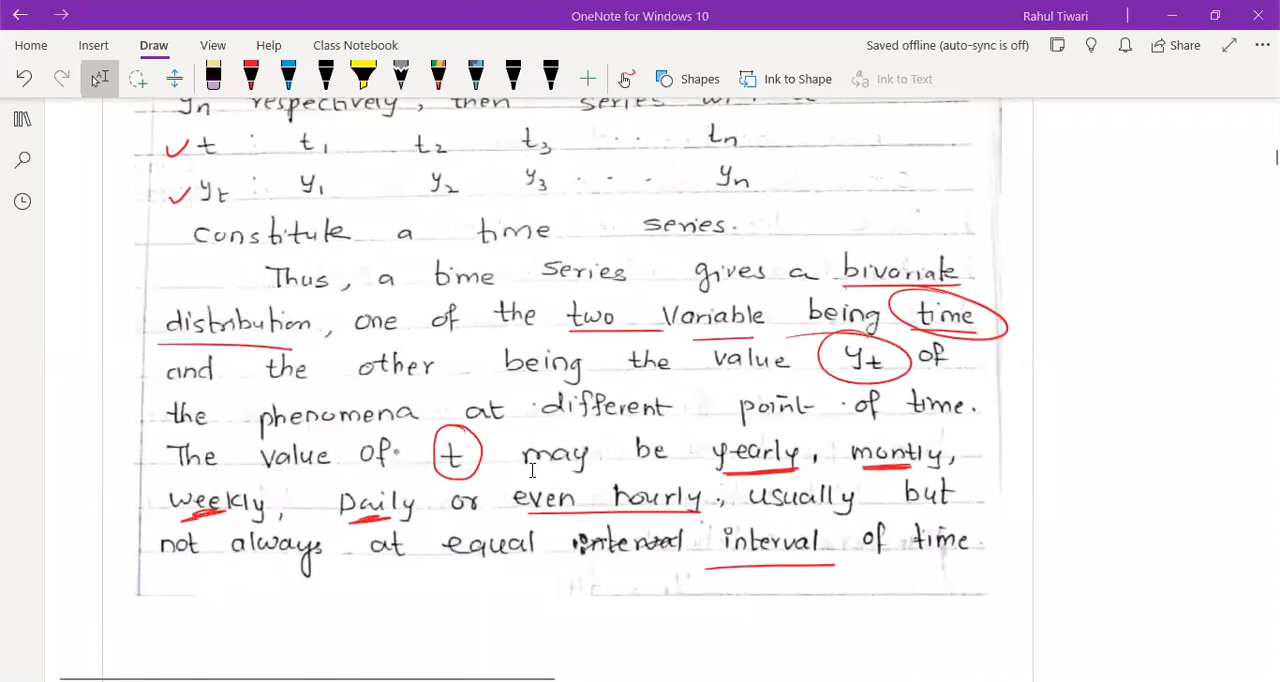 OneNote for Windows 10
Rahul Tiwari
Home Insert Draw View Help Class Notebook
Saved offline (auto-sync is off) Share
Shapes Ink to Shape Ink to Text
yn respectively, then series
t : t1 t2 t3 ... tn
yt : y1 y2 y3 ... yn
constitute a time series.
Thus, a time series gives a bivariate
distribution, one of the two variable being time
and the other being the value yt of
the phenomena at different point of time.
The value of t may be yearly, montly,
weekly, Daily or even hourly, usually but
not always at equal interval of time.